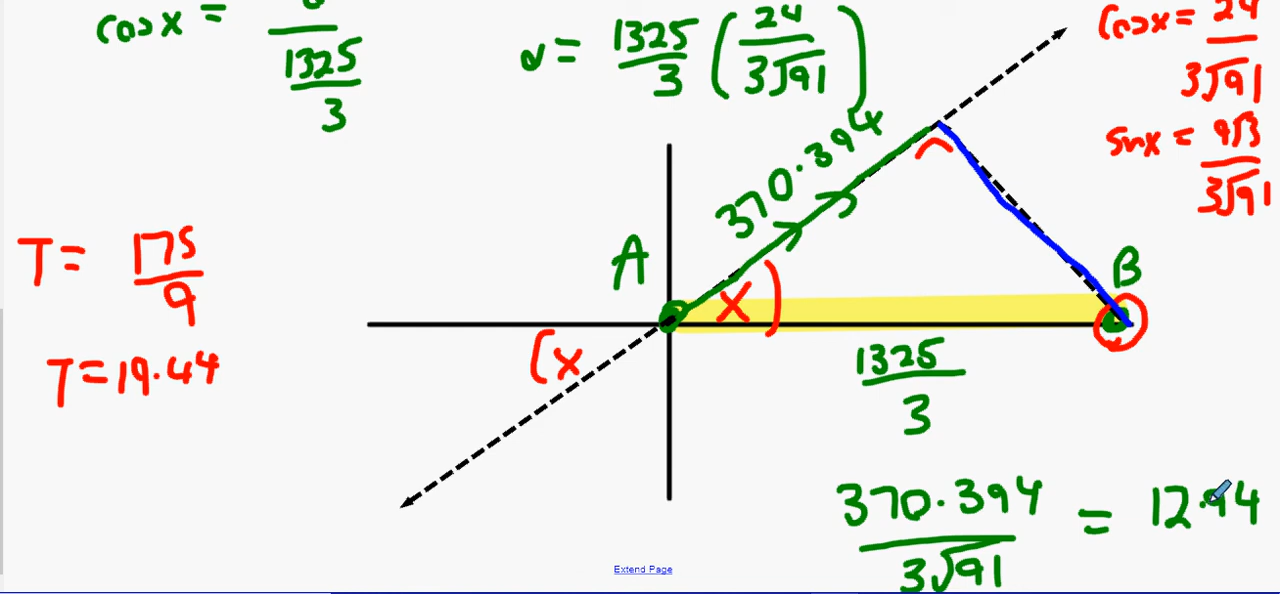 cos x =
1325
3
α = 1325/3 (24/3√91)
Cos x = 24/3√91
sin x = 9√3/3√91
370.394
T = 175/9
T = 19.44
A
B
x
(x
1325/3
370.394/3√91 = 12.94
Extend Page